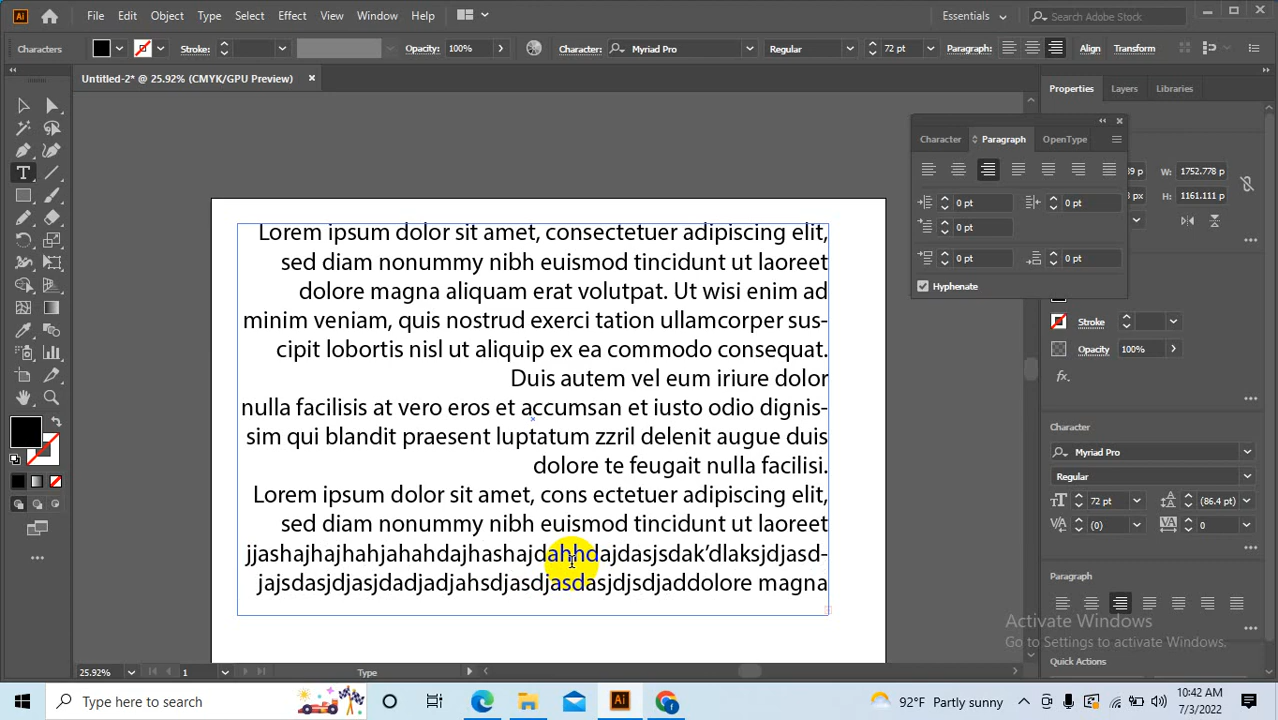 Ai File Edit Object Type Select Effect View Window Help Essentials Search Adobe Stock
Characters Stroke: Opacity: 100% Character: Myriad Pro Regular 72 pt Paragraph: Align Transform
Untitled-2* @ 25.92% (CMYK/GPU Preview)
Properties Layers Libraries
Character Paragraph OpenType
W: 1752.778 p
H: 1161.111 p
0 pt 0 pt
0 pt
0 pt 0 pt
Hyphenate
Stroke
Opacity 100%
fx.
Lorem ipsum dolor sit amet, consectetuer adipiscing elit,
sed diam nonummy nibh euismod tincidunt ut laoreet
dolore magna aliquam erat volutpat. Ut wisi enim ad
minim veniam, quis nostrud exerci tation ullamcorper sus-
cipit lobortis nisl ut aliquip ex ea commodo consequat.
Duis autem vel eum iriure dolor
nulla facilisis at vero eros et accumsan et iusto odio dignis-
sim qui blandit praesent luptatum zzril delenit augue duis
dolore te feugait nulla facilisi.
Lorem ipsum dolor sit amet, cons ectetuer adipiscing elit,
sed diam nonummy nibh euismod tincidunt ut laoreet
jjashajhajhahjahahdajhashajdahhdajdasjsdak’dlaksjdjasd-
jajsdasjdjasjdadjadjahsdjasdjasdasjdjsdjaddolore magna
Character
Myriad Pro
Regular
72 pt (86.4 p)
(0) 0
Paragraph
Activate Windows
Go to Settings to activate Windows.
Quick Actions
25.92% 1 Type
Type here to search
92°F Partly sunny
10:42 AM
7/3/2022